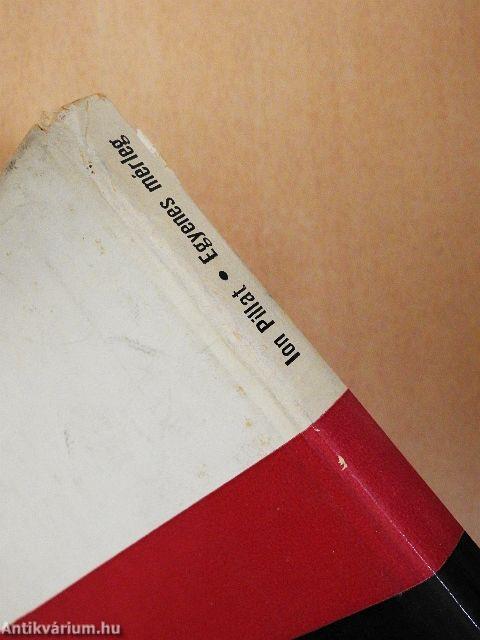 Ion Pillat • Egyenes mérleg
Antikvárium.hu